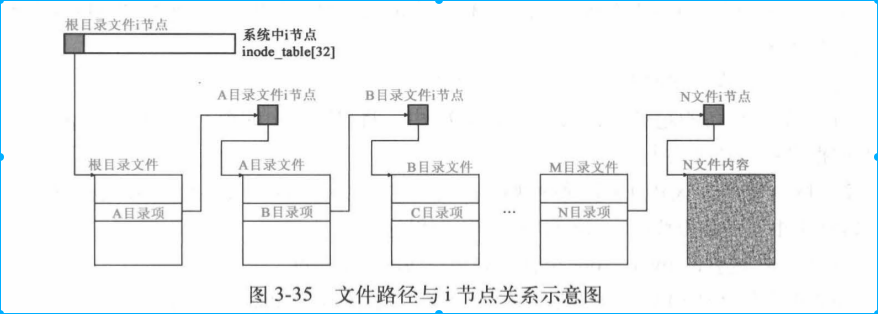 根目录文件i节点
系统中i节点
inode_table[32]
A目录文件i节点
B目录文件i节点
N文件i节点
根目录文件
A目录文件
B目录文件
M目录文件
N文件内容
A目录项
B目录项
C目录项
...
N目录项
图 3-35 文件路径与 i 节点关系示意图